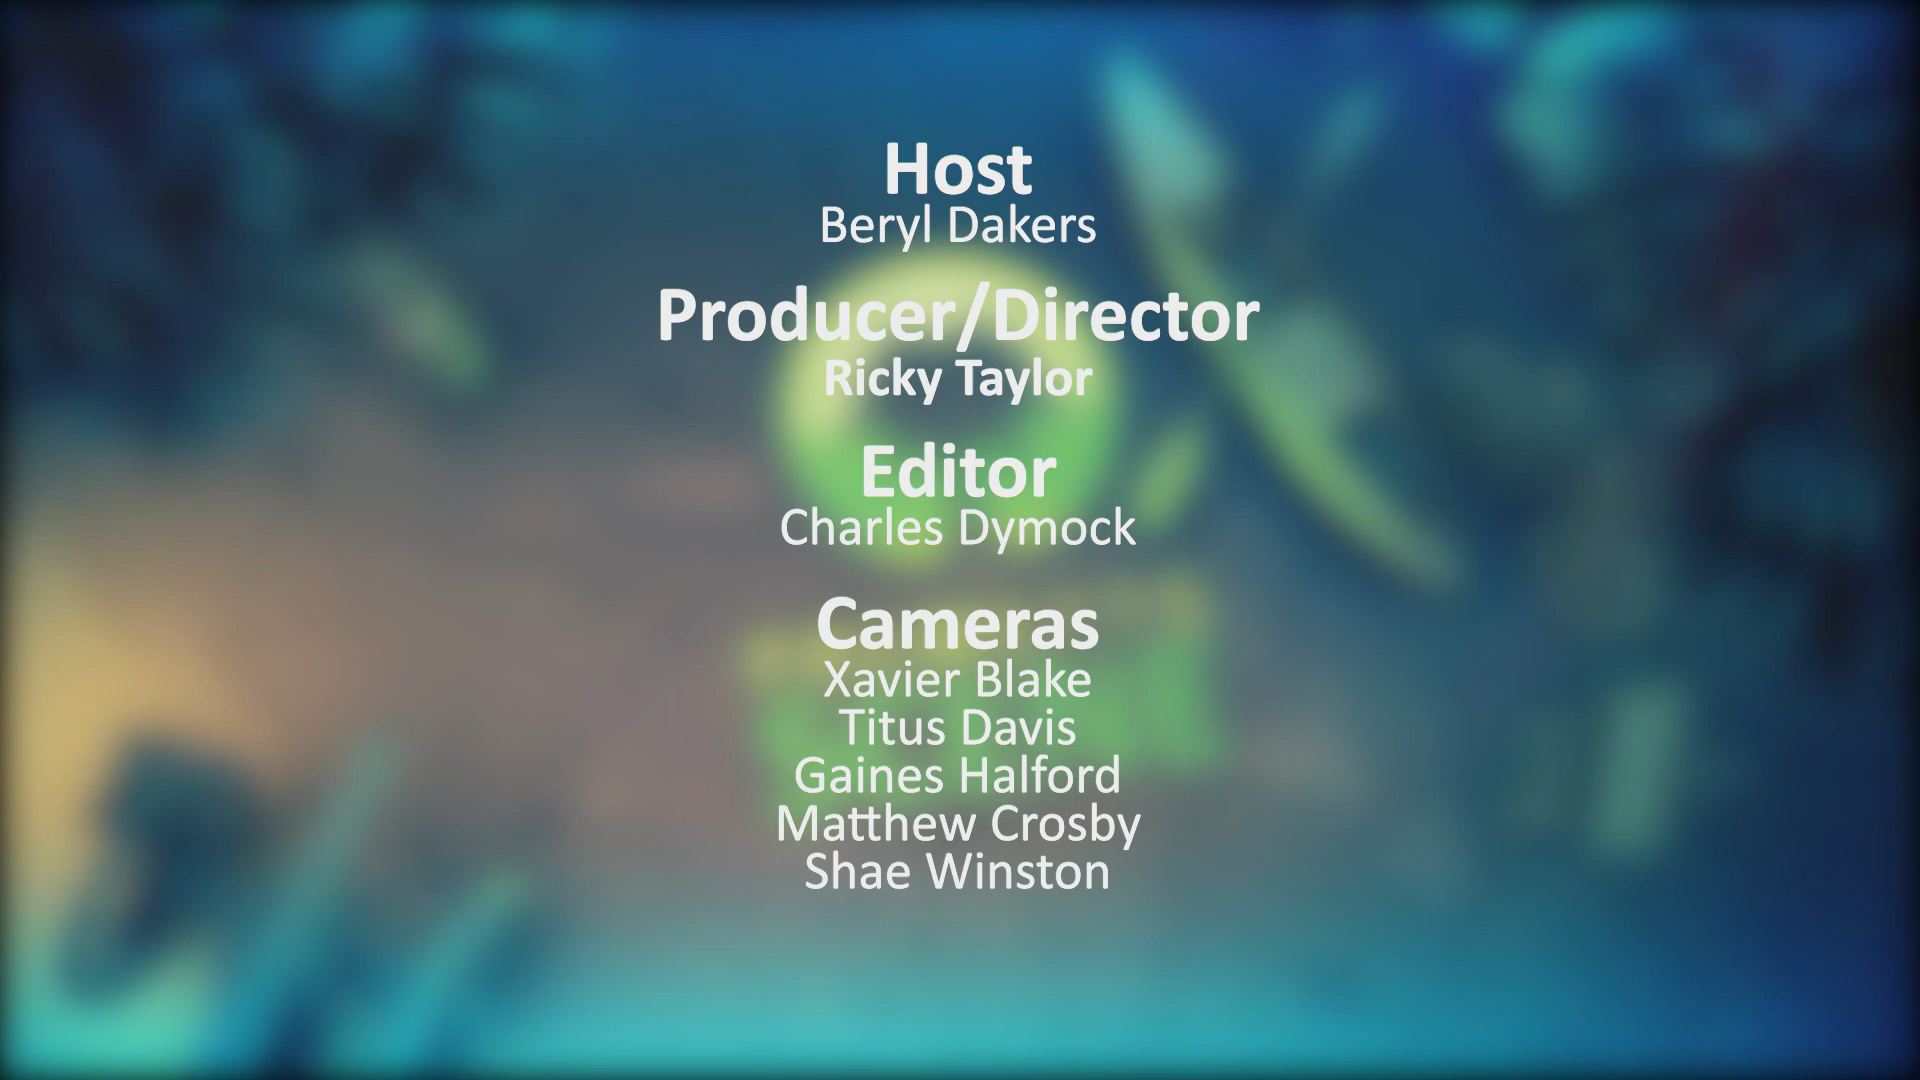 Host
Beryl Dakers
Producer/Director
Ricky Taylor
Editor
Charles Dymock
Cameras
Xavier Blake
Titus Davis
Gaines Halford
Matthew Crosby
Shae Winston